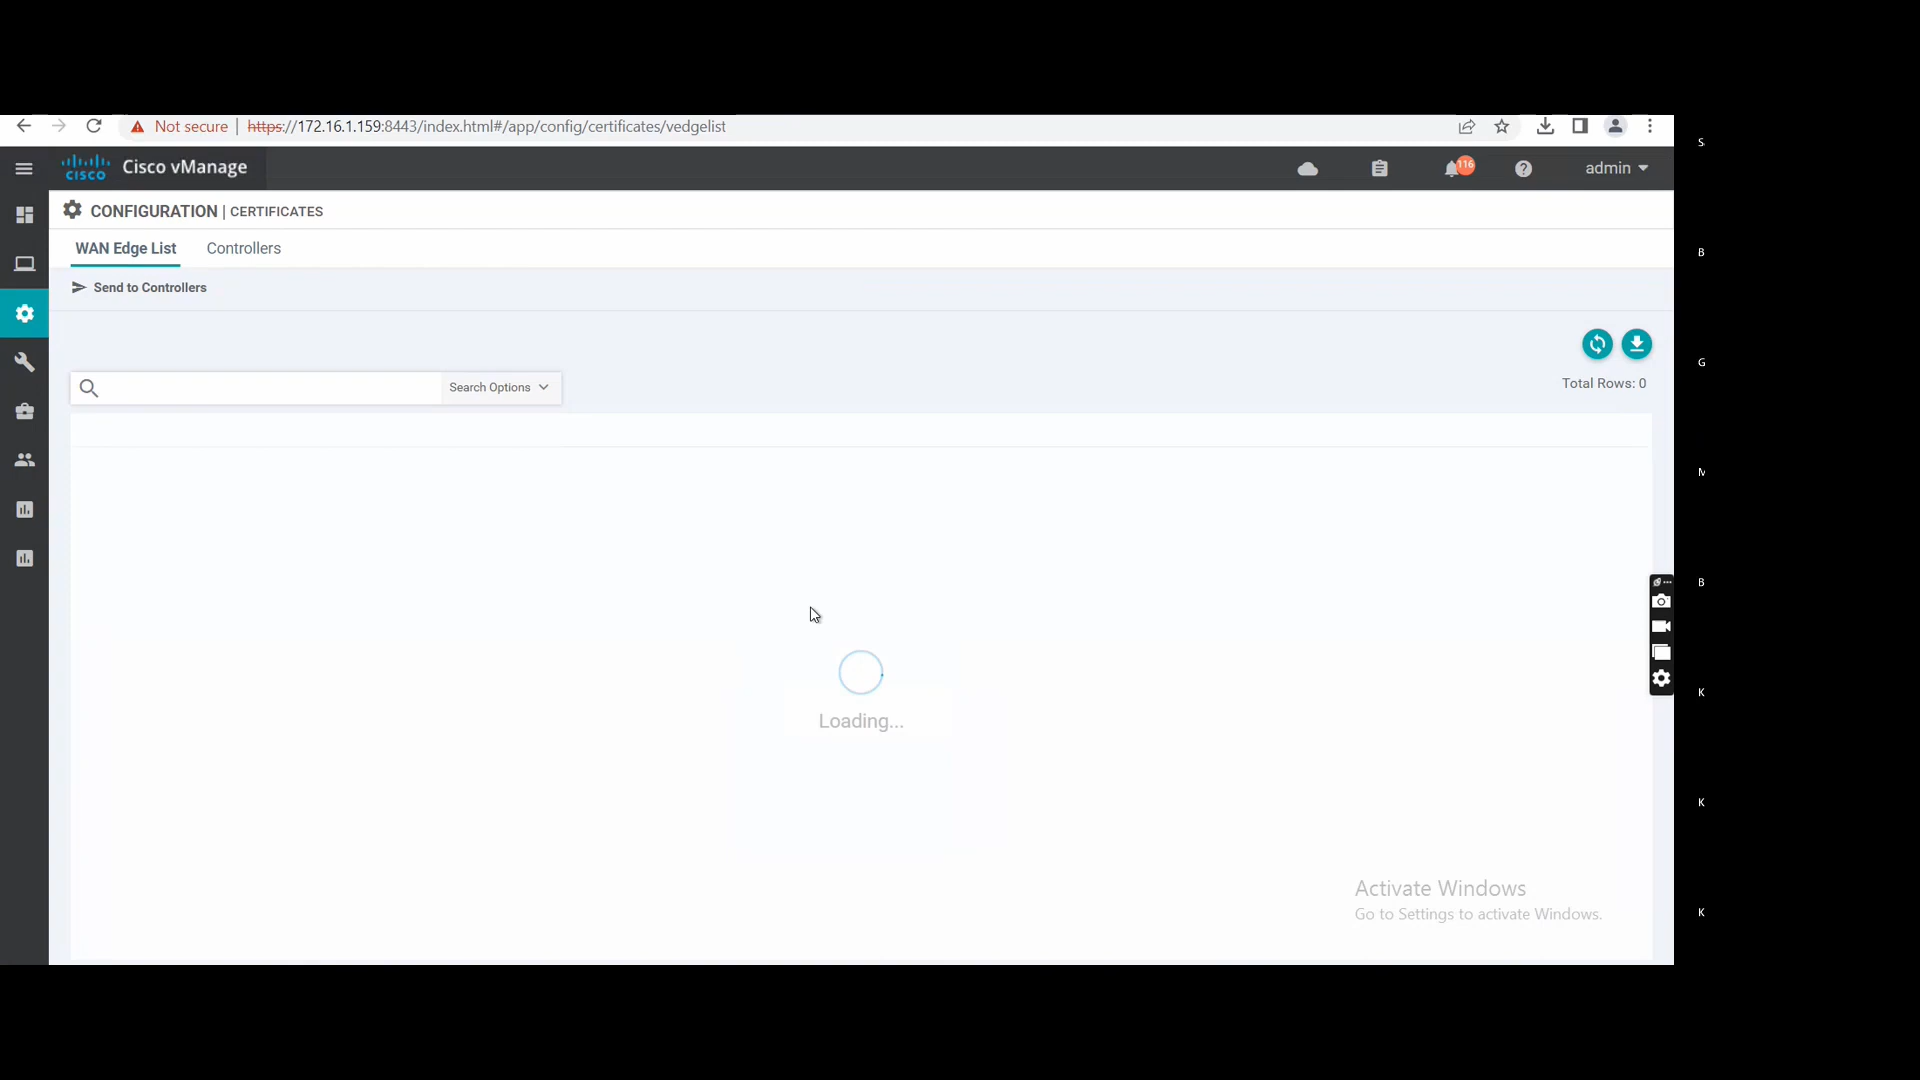 Not secure | https://172.16.1.159:8443/index.html#/app/config/certificates/vedgelist
S
cisco Cisco vManage
116
admin
CONFIGURATION | CERTIFICATES
WAN Edge List Controllers
B
Send to Controllers
G
Search Options
Total Rows: 0
M
B
K
Loading...
K
Activate Windows
Go to Settings to activate Windows.
K